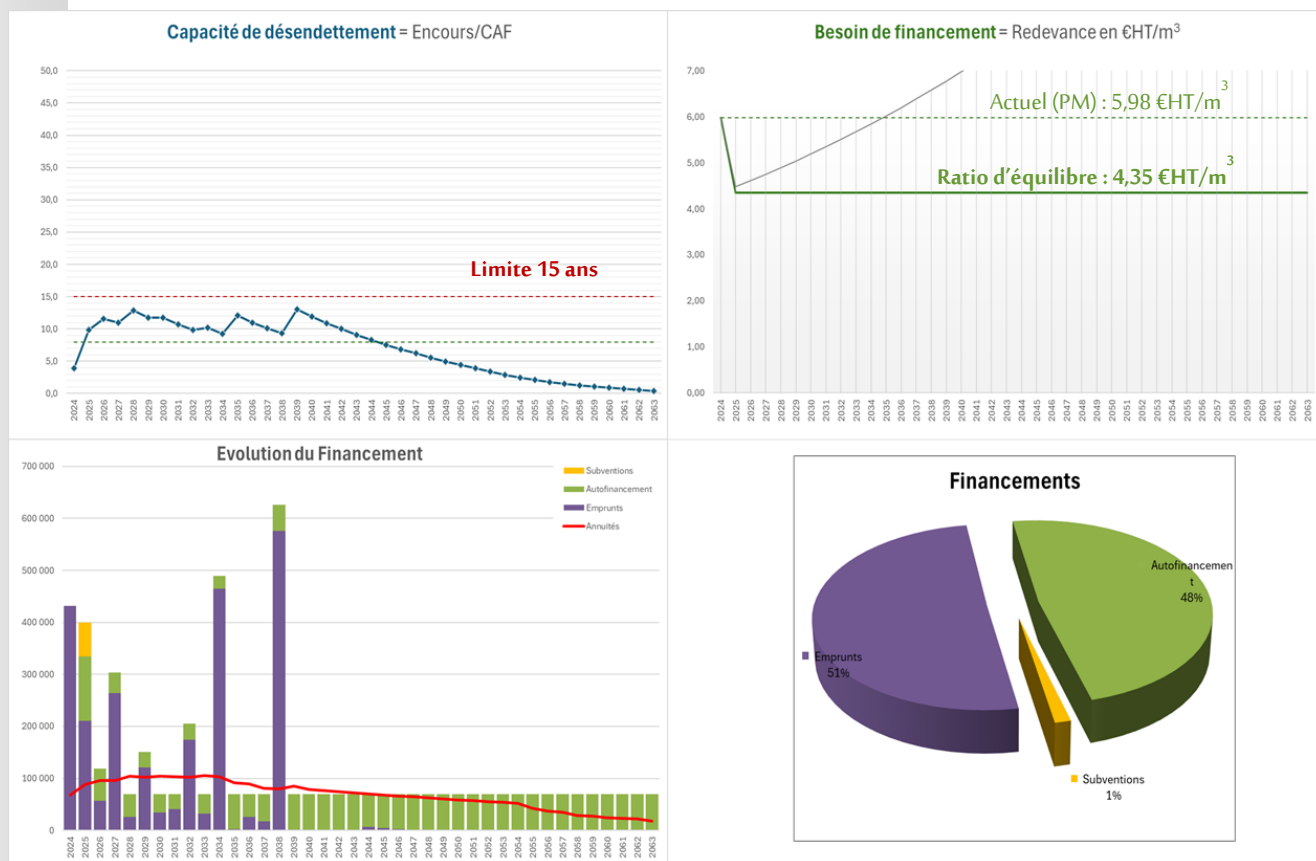 Capacité de désendettement = Encours/CAF
50,0
45,0
40,0
35,0
30,0
25,0
20,0
15,0
10,0
5,0
0,0
Limite 15 ans
2024 2025 2026 2027 2028 2029 2030 2031 2032 2033 2034 2035 2036 2037 2038 2039 2040 2041 2042 2043 2044 2045 2046 2047 2048 2049 2050 2051 2052 2053 2054 2055 2056 2057 2058 2059 2060 2061 2062 2063
Besoin de financement = Redevance en €HT/m³
7,00
6,00
5,00
4,00
3,00
2,00
1,00
0,00
Actuel (PM) : 5,98 €HT/m³
Ratio d'équilibre : 4,35 €HT/m³
2024 2025 2026 2027 2028 2029 2030 2031 2032 2033 2034 2035 2036 2037 2038 2039 2040 2041 2042 2043 2044 2045 2046 2047 2048 2049 2050 2051 2052 2053 2054 2055 2056 2057 2058 2059 2060 2061 2062 2063
Evolution du Financement
700 000
600 000
500 000
400 000
300 000
200 000
100 000
0
Subventions
Autofinancement
Emprunts
Annuités
2024 2025 2026 2027 2028 2029 2030 2031 2032 2033 2034 2035 2036 2037 2038 2039 2040 2041 2042 2043 2044 2045 2046 2047 2048 2049 2050 2051 2052 2053 2054 2055 2056 2057 2058 2059 2060 2061 2062 2063
Financements
Autofinancemen
t
48%
Emprunts
51%
Subventions
1%